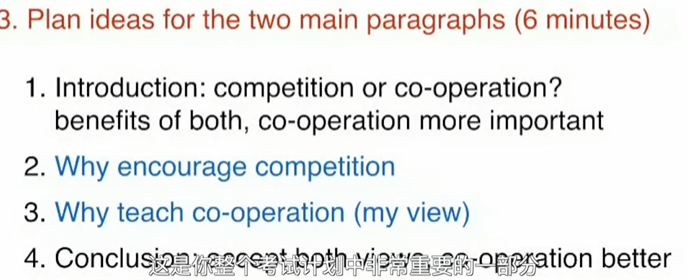 3. Plan ideas for the two main paragraphs (6 minutes)
1. Introduction: competition or co-operation?
benefits of both, co-operation more important
2. Why encourage competition
3. Why teach co-operation (my view)
4. Conclusion: accept both views, co-operation better
这是你整个考试计划中非常重要的一部分